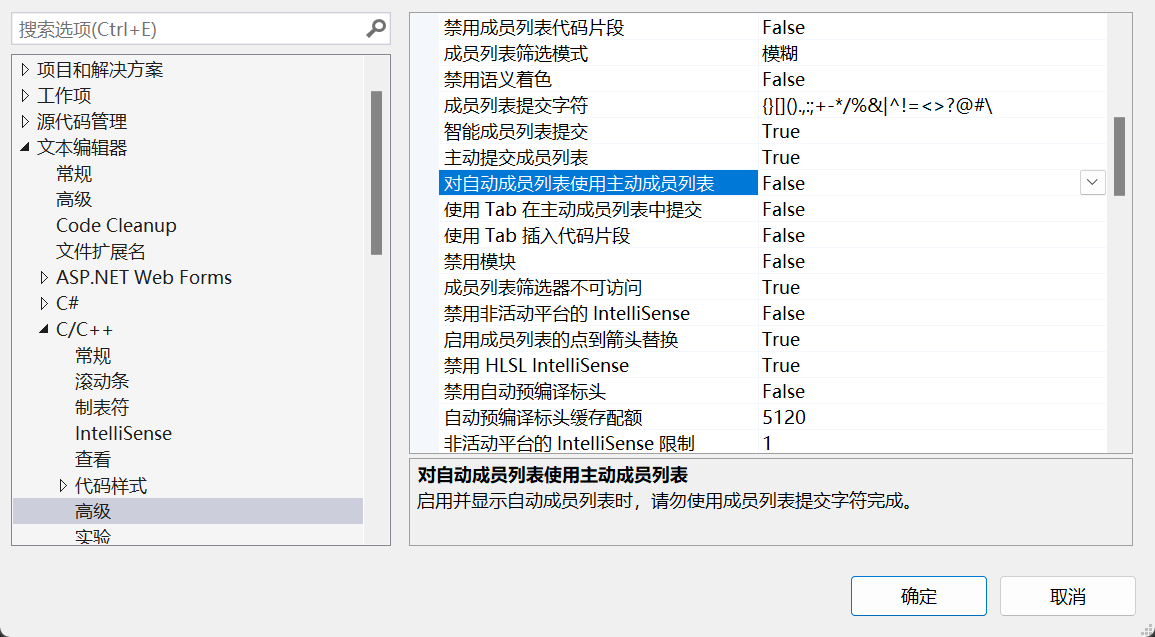 搜索选项(Ctrl+E)
项目和解决方案
工作项
源代码管理
文本编辑器
常规
高级
Code Cleanup
文件扩展名
ASP.NET Web Forms
C#
C/C++
常规
滚动条
制表符
IntelliSense
查看
代码样式
高级
实验
禁用成员列表代码片段 False
成员列表筛选模式 模糊
禁用语义着色 False
成员列表提交字符 {}[]().,:;+-*/%&|^!=<>?@#\
智能成员列表提交 True
主动提交成员列表 True
对自动成员列表使用主动成员列表 False
使用 Tab 在主动成员列表中提交 False
使用 Tab 插入代码片段 False
禁用模块 False
成员列表筛选器不可访问 True
禁用非活动平台的 IntelliSense False
启用成员列表的点到箭头替换 True
禁用 HLSL IntelliSense True
禁用自动预编译标头 False
自动预编译标头缓存配额 5120
非活动平台的 IntelliSense 限制 1
对自动成员列表使用主动成员列表
启用并显示自动成员列表时，请勿使用成员列表提交字符完成。
确定
取消